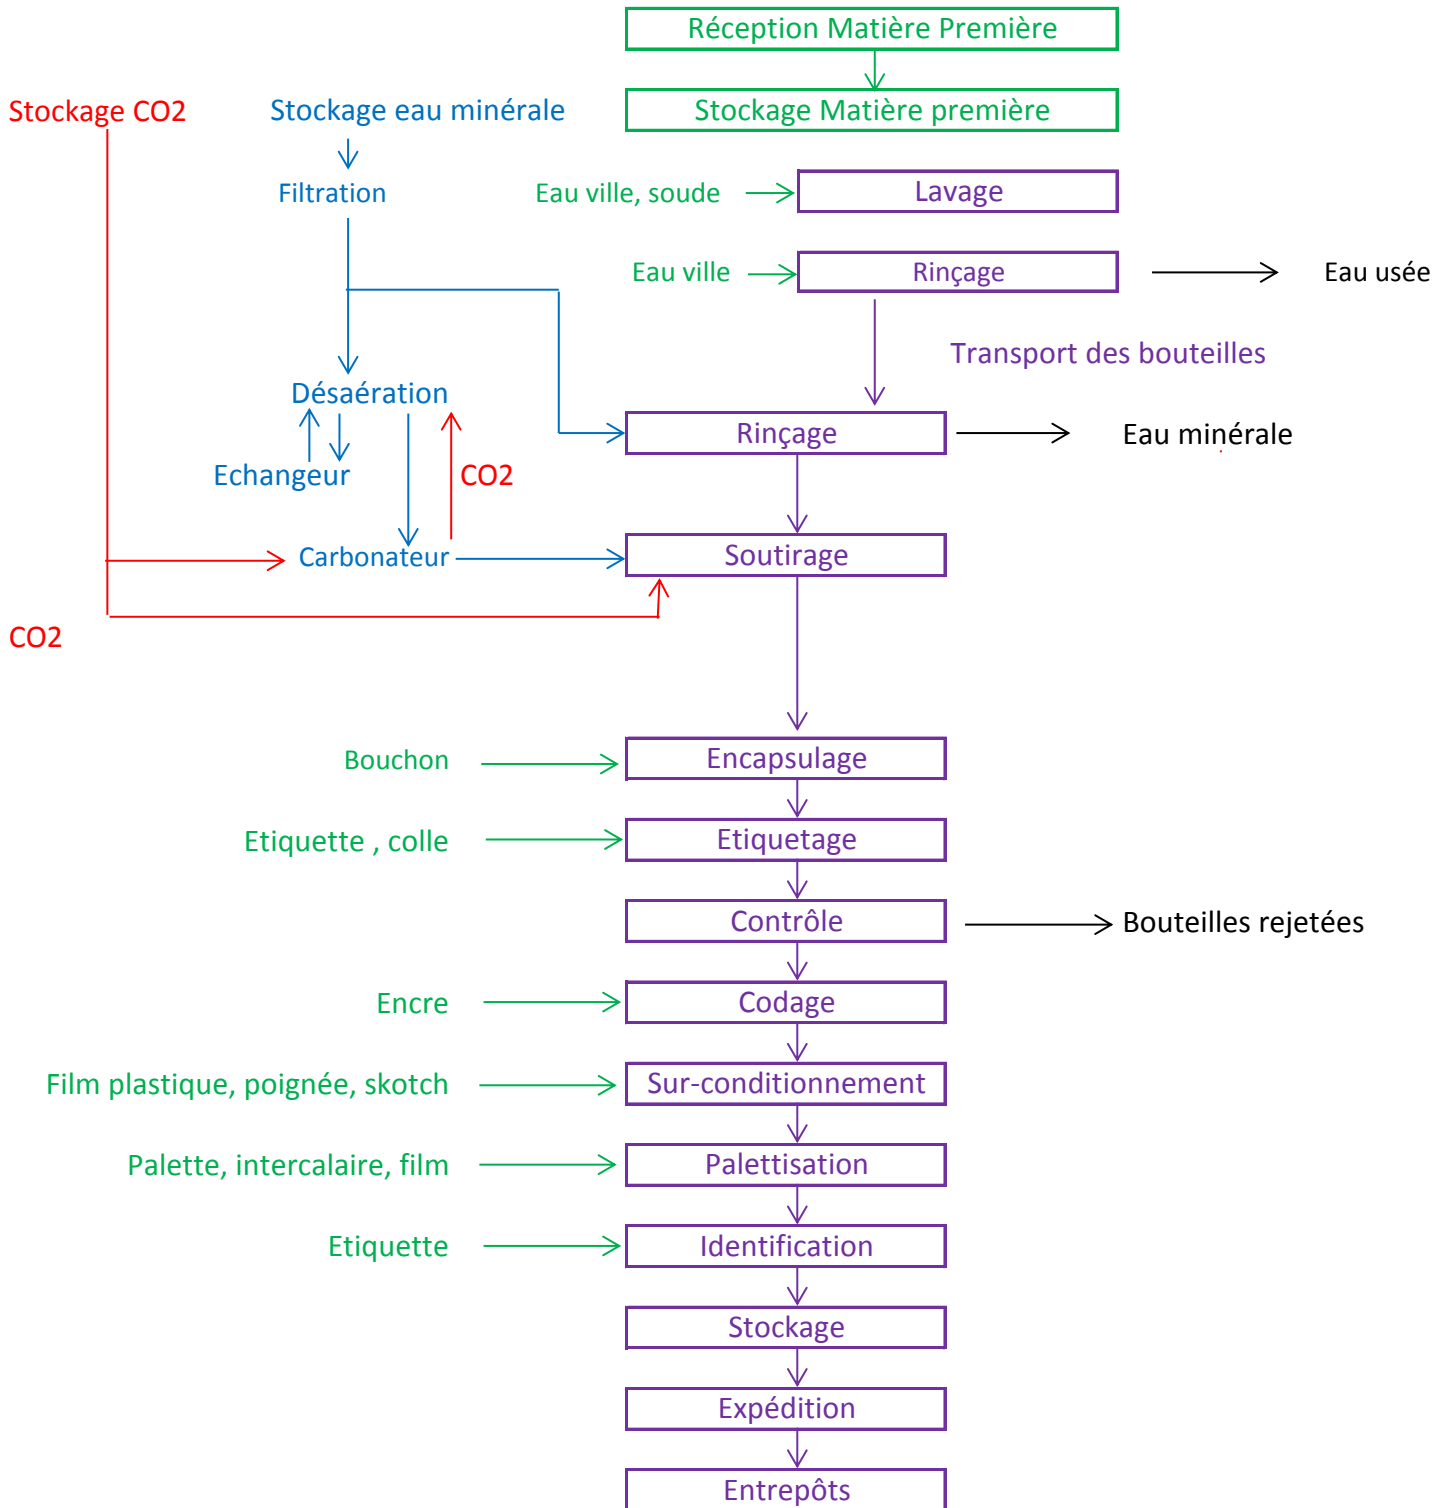 Réception Matière Première
Stockage CO2
Stockage eau minérale
Stockage Matière première
Filtration
Eau ville, soude
Lavage
Eau ville
Rinçage
Eau usée
Transport des bouteilles
Désaération
Rinçage
Eau minérale
Echangeur
CO2
Carbonateur
Soutirage
CO2
Bouchon
Encapsulage
Etiquette , colle
Etiquetage
Contrôle
Bouteilles rejetées
Encre
Codage
Film plastique, poignée, skotch
Sur-conditionnement
Palette, intercalaire, film
Palettisation
Etiquette
Identification
Stockage
Expédition
Entrepôts